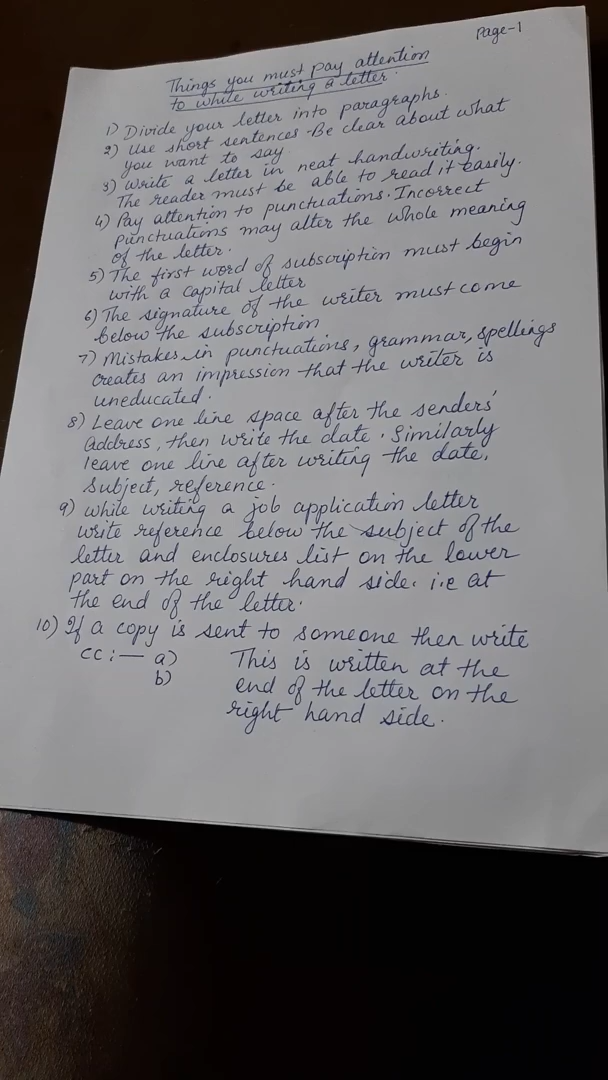 Page-1
Things you must pay attention
to while writing a letter.
1) Divide your letter into paragraphs.
2) Use short sentences - Be clear about what
you want to say
3) Write a letter in neat handwriting.
The reader must be able to read it easily.
4) Pay attention to punctuations. Incorrect
punctuations may alter the whole meaning
of the letter.
5) The first word of subscription must begin
with a capital letter
6) The signature of the writer must come
below the subscription
7) Mistakes in punctuations, grammar, spellings
creates an impression that the writer is
uneducated.
8) Leave one line space after the senders'
address, then write the date. Similarly
leave one line after writing the date,
subject, reference.
9) while writing a job application letter
write reference below the subject of the
letter and enclosures list on the lower
part on the right hand side. i.e at
the end of the letter.
10) If a copy is sent to someone then write
cc:— a) This is written at the
b) end of the letter on the
right hand side.